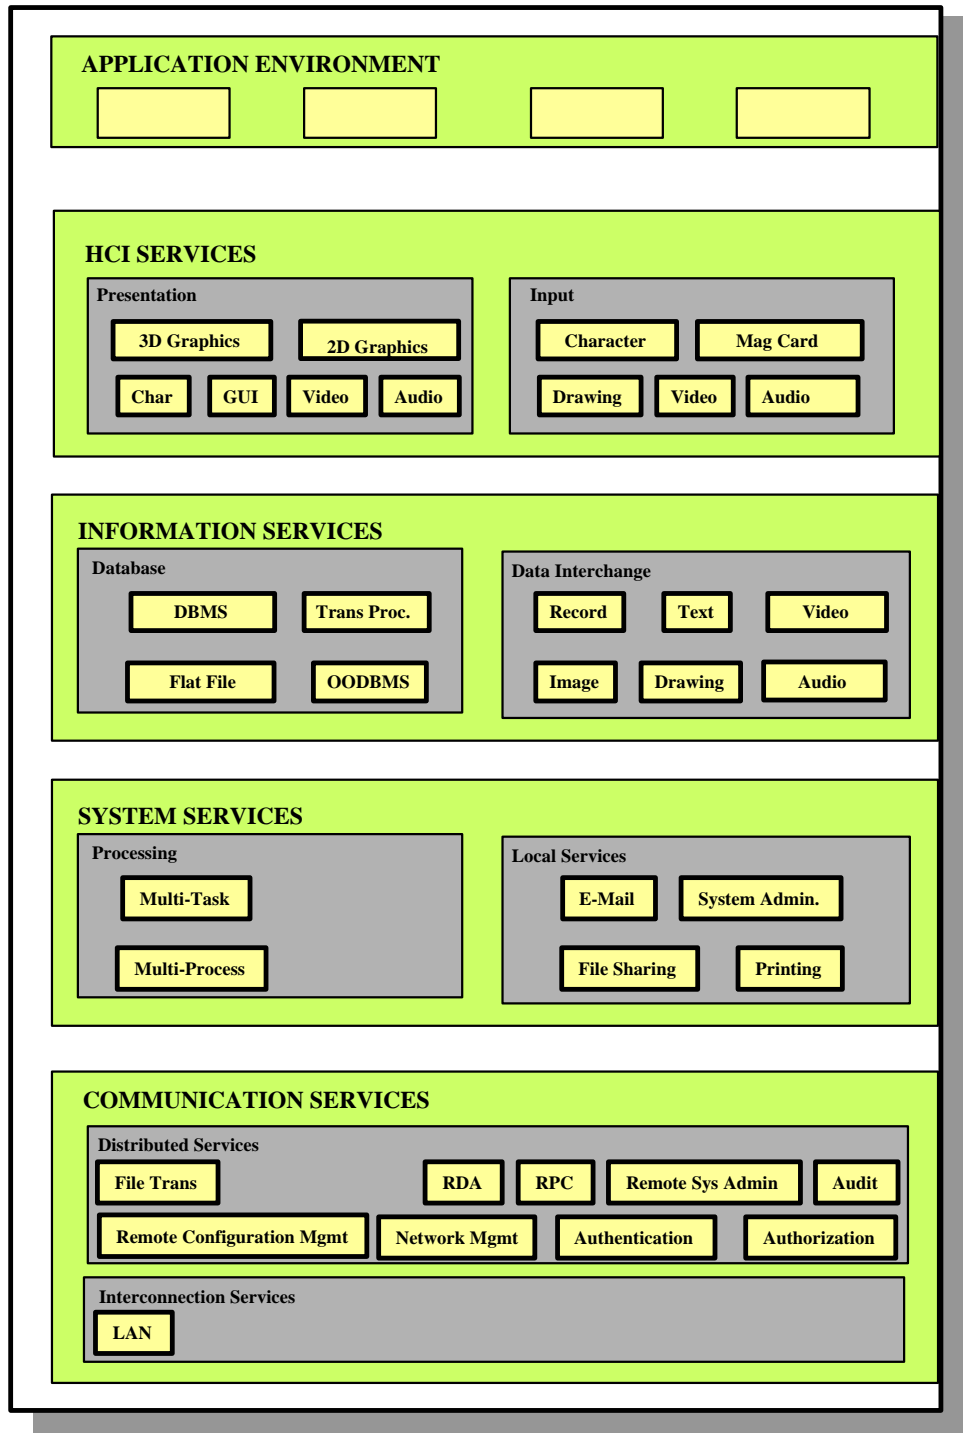 APPLICATION ENVIRONMENT
HCI SERVICES
Presentation
3D Graphics
2D Graphics
Char
GUI
Video
Audio
Input
Character
Mag Card
Drawing
Video
Audio
INFORMATION SERVICES
Database
DBMS
Trans Proc.
Flat File
OODBMS
Data Interchange
Record
Text
Video
Image
Drawing
Audio
SYSTEM SERVICES
Processing
Multi-Task
Multi-Process
Local Services
E-Mail
System Admin.
File Sharing
Printing
COMMUNICATION SERVICES
Distributed Services
File Trans
RDA
RPC
Remote Sys Admin
Audit
Remote Configuration Mgmt
Network Mgmt
Authentication
Authorization
Interconnection Services
LAN